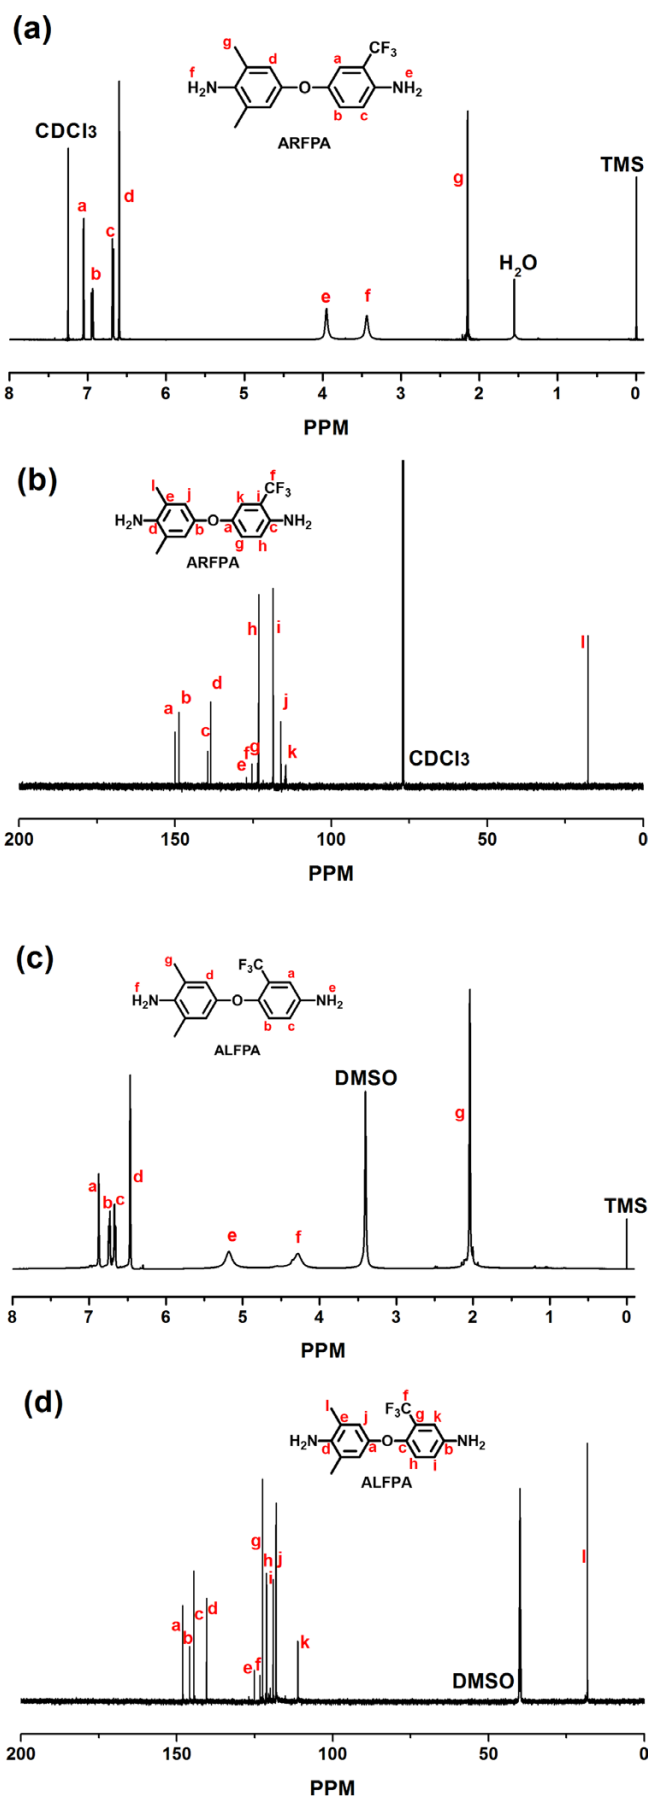 (a)
g
d
a
CF3
f
H2N
O
e
NH2
b
c
ARFPA
CDCl3
d
a
c
b
e
f
g
H2O
TMS
8 7 6 5 4 3 2 1 0
PPM
(b)
f
l
e
j
k
i
CF3
H2N
d
b
O
a
c
NH2
g
h
ARFPA
h
i
d
b
a
c
j
f
g
e
k
CDCl3
l
200 150 100 50 0
PPM
(c)
g
d
F3C
a
f
H2N
O
e
NH2
b
c
ALFPA
DMSO
g
d
a
b
c
e
f
TMS
8 7 6 5 4 3 2 1 0
PPM
(d)
f
l
e
j
F3C
g
k
H2N
d
a
O
c
b
NH2
h
i
ALFPA
g
h
j
i
a
b
c
d
e
f
k
DMSO
l
200 150 100 50 0
PPM